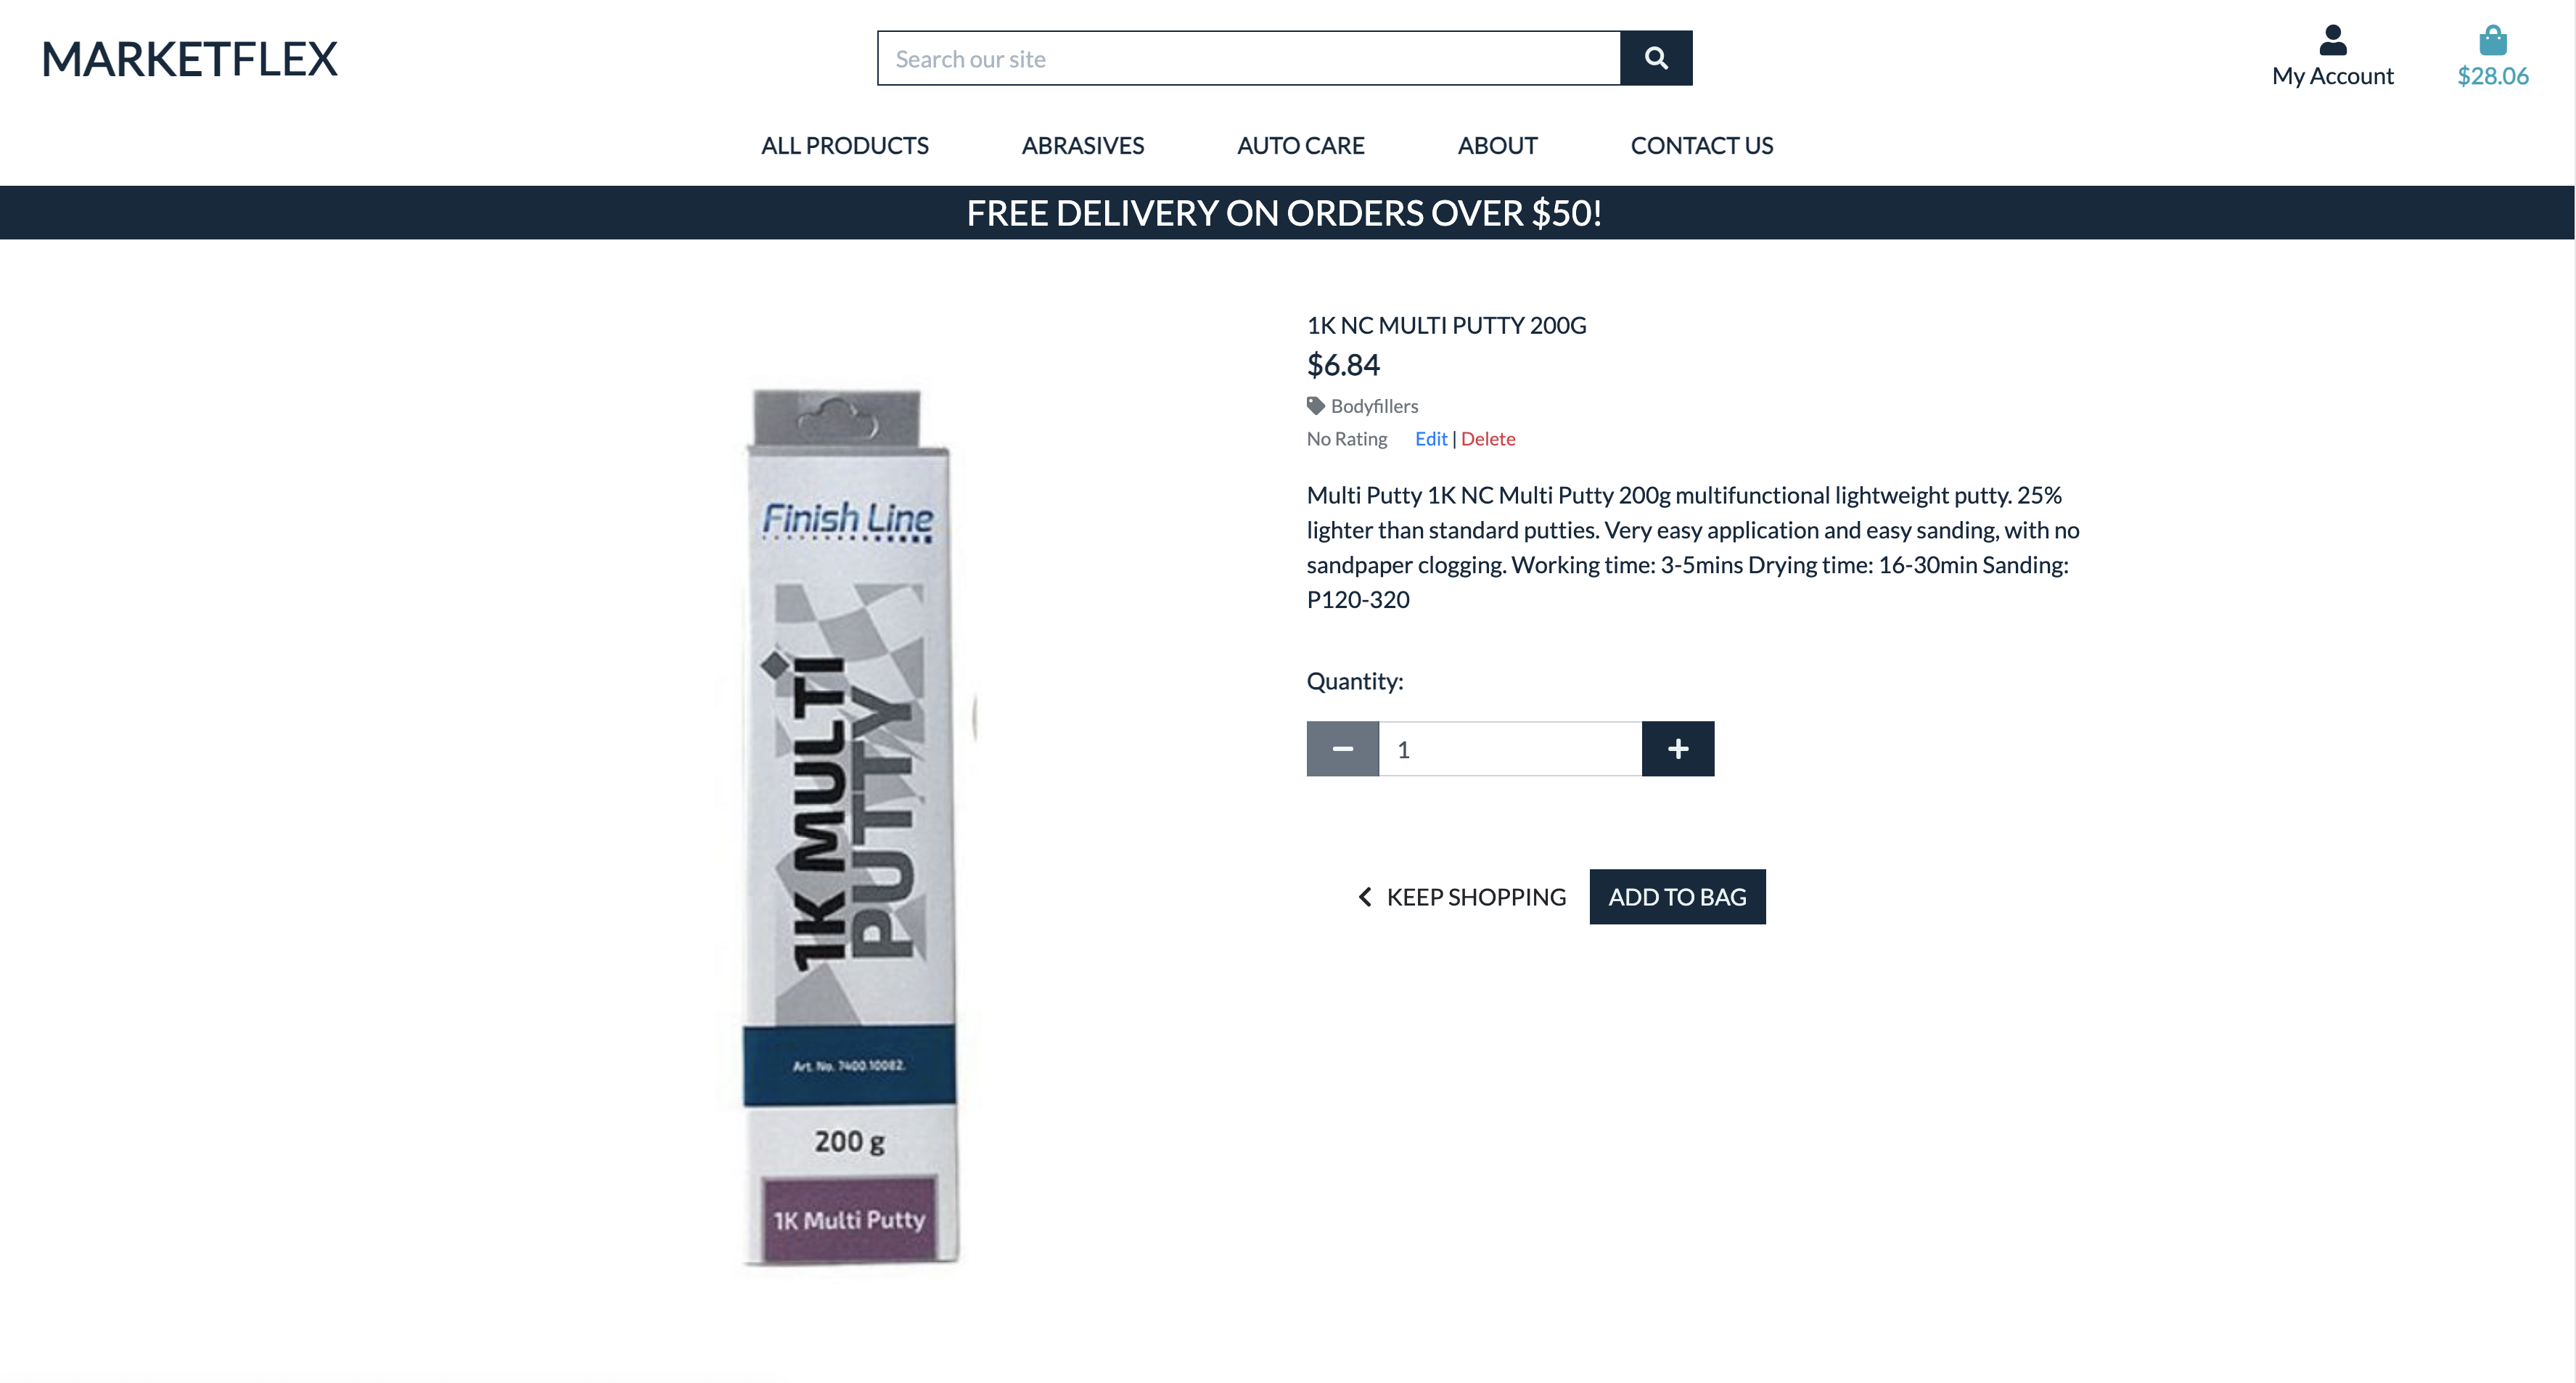 MARKETFLEX
Search our site
My Account
$28.06
ALL PRODUCTS
ABRASIVES
AUTO CARE
ABOUT
CONTACT US
FREE DELIVERY ON ORDERS OVER $50!
1K NC MULTI PUTTY 200G
$6.84
Bodyfillers
No Rating Edit | Delete
Multi Putty 1K NC Multi Putty 200g multifunctional lightweight putty. 25%
lighter than standard putties. Very easy application and easy sanding, with no
sandpaper clogging. Working time: 3-5mins Drying time: 16-30min Sanding:
P120-320
Quantity:
1
KEEP SHOPPING
ADD TO BAG
Finish Line
1K MULTI
PUTTY
Art. No. 7400.10082.
200 g
1K Multi Putty